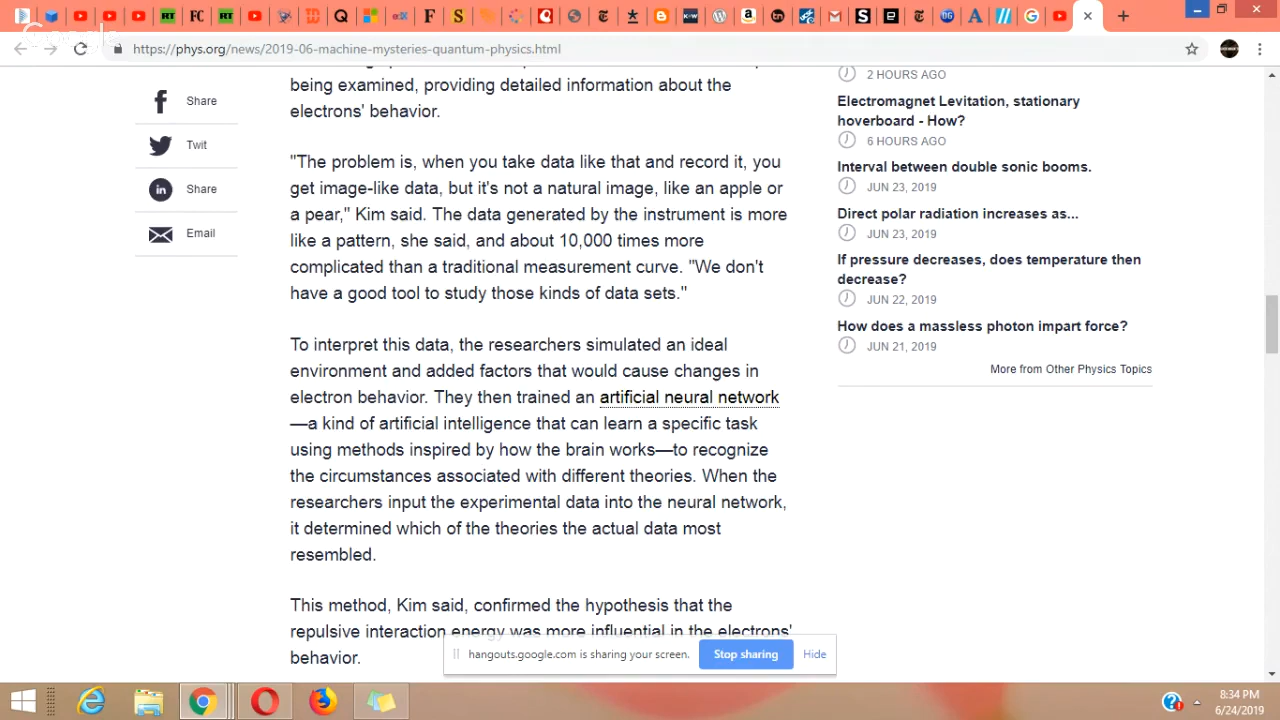 https://phys.org/news/2019-06-machine-mysteries-quantum-physics.html
Share
Twit
Share
Email
being examined, providing detailed information about the
electrons' behavior.
"The problem is, when you take data like that and record it, you
get image-like data, but it's not a natural image, like an apple or
a pear," Kim said. The data generated by the instrument is more
like a pattern, she said, and about 10,000 times more
complicated than a traditional measurement curve. "We don't
have a good tool to study those kinds of data sets."
To interpret this data, the researchers simulated an ideal
environment and added factors that would cause changes in
electron behavior. They then trained an artificial neural network
—a kind of artificial intelligence that can learn a specific task
using methods inspired by how the brain works—to recognize
the circumstances associated with different theories. When the
researchers input the experimental data into the neural network,
it determined which of the theories the actual data most
resembled.
This method, Kim said, confirmed the hypothesis that the
repulsive interaction energy was more influential in the electrons'
behavior.
2 HOURS AGO
Electromagnet Levitation, stationary
hoverboard - How?
6 HOURS AGO
Interval between double sonic booms.
JUN 23, 2019
Direct polar radiation increases as...
JUN 23, 2019
If pressure decreases, does temperature then
decrease?
JUN 22, 2019
How does a massless photon impart force?
JUN 21, 2019
More from Other Physics Topics
hangouts.google.com is sharing your screen.
Stop sharing
Hide
8:34 PM
6/24/2019